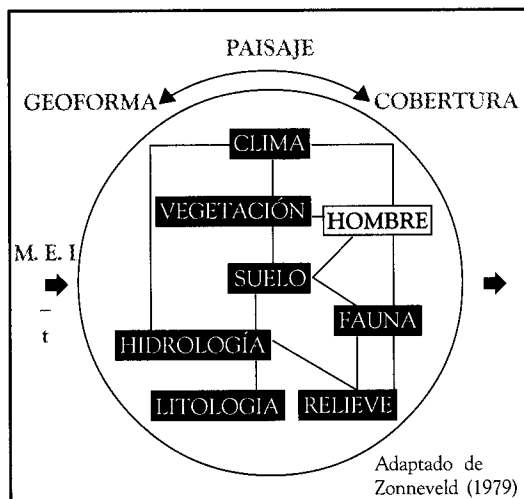 PAISAJE
GEOFORMA
COBERTURA
CLIMA
VEGETACIÓN
HOMBRE
M. E. I
SUELO
t
FAUNA
HIDROLOGÍA
LITOLOGIA
RELIEVE
Adaptado de
Zonneveld (1979)